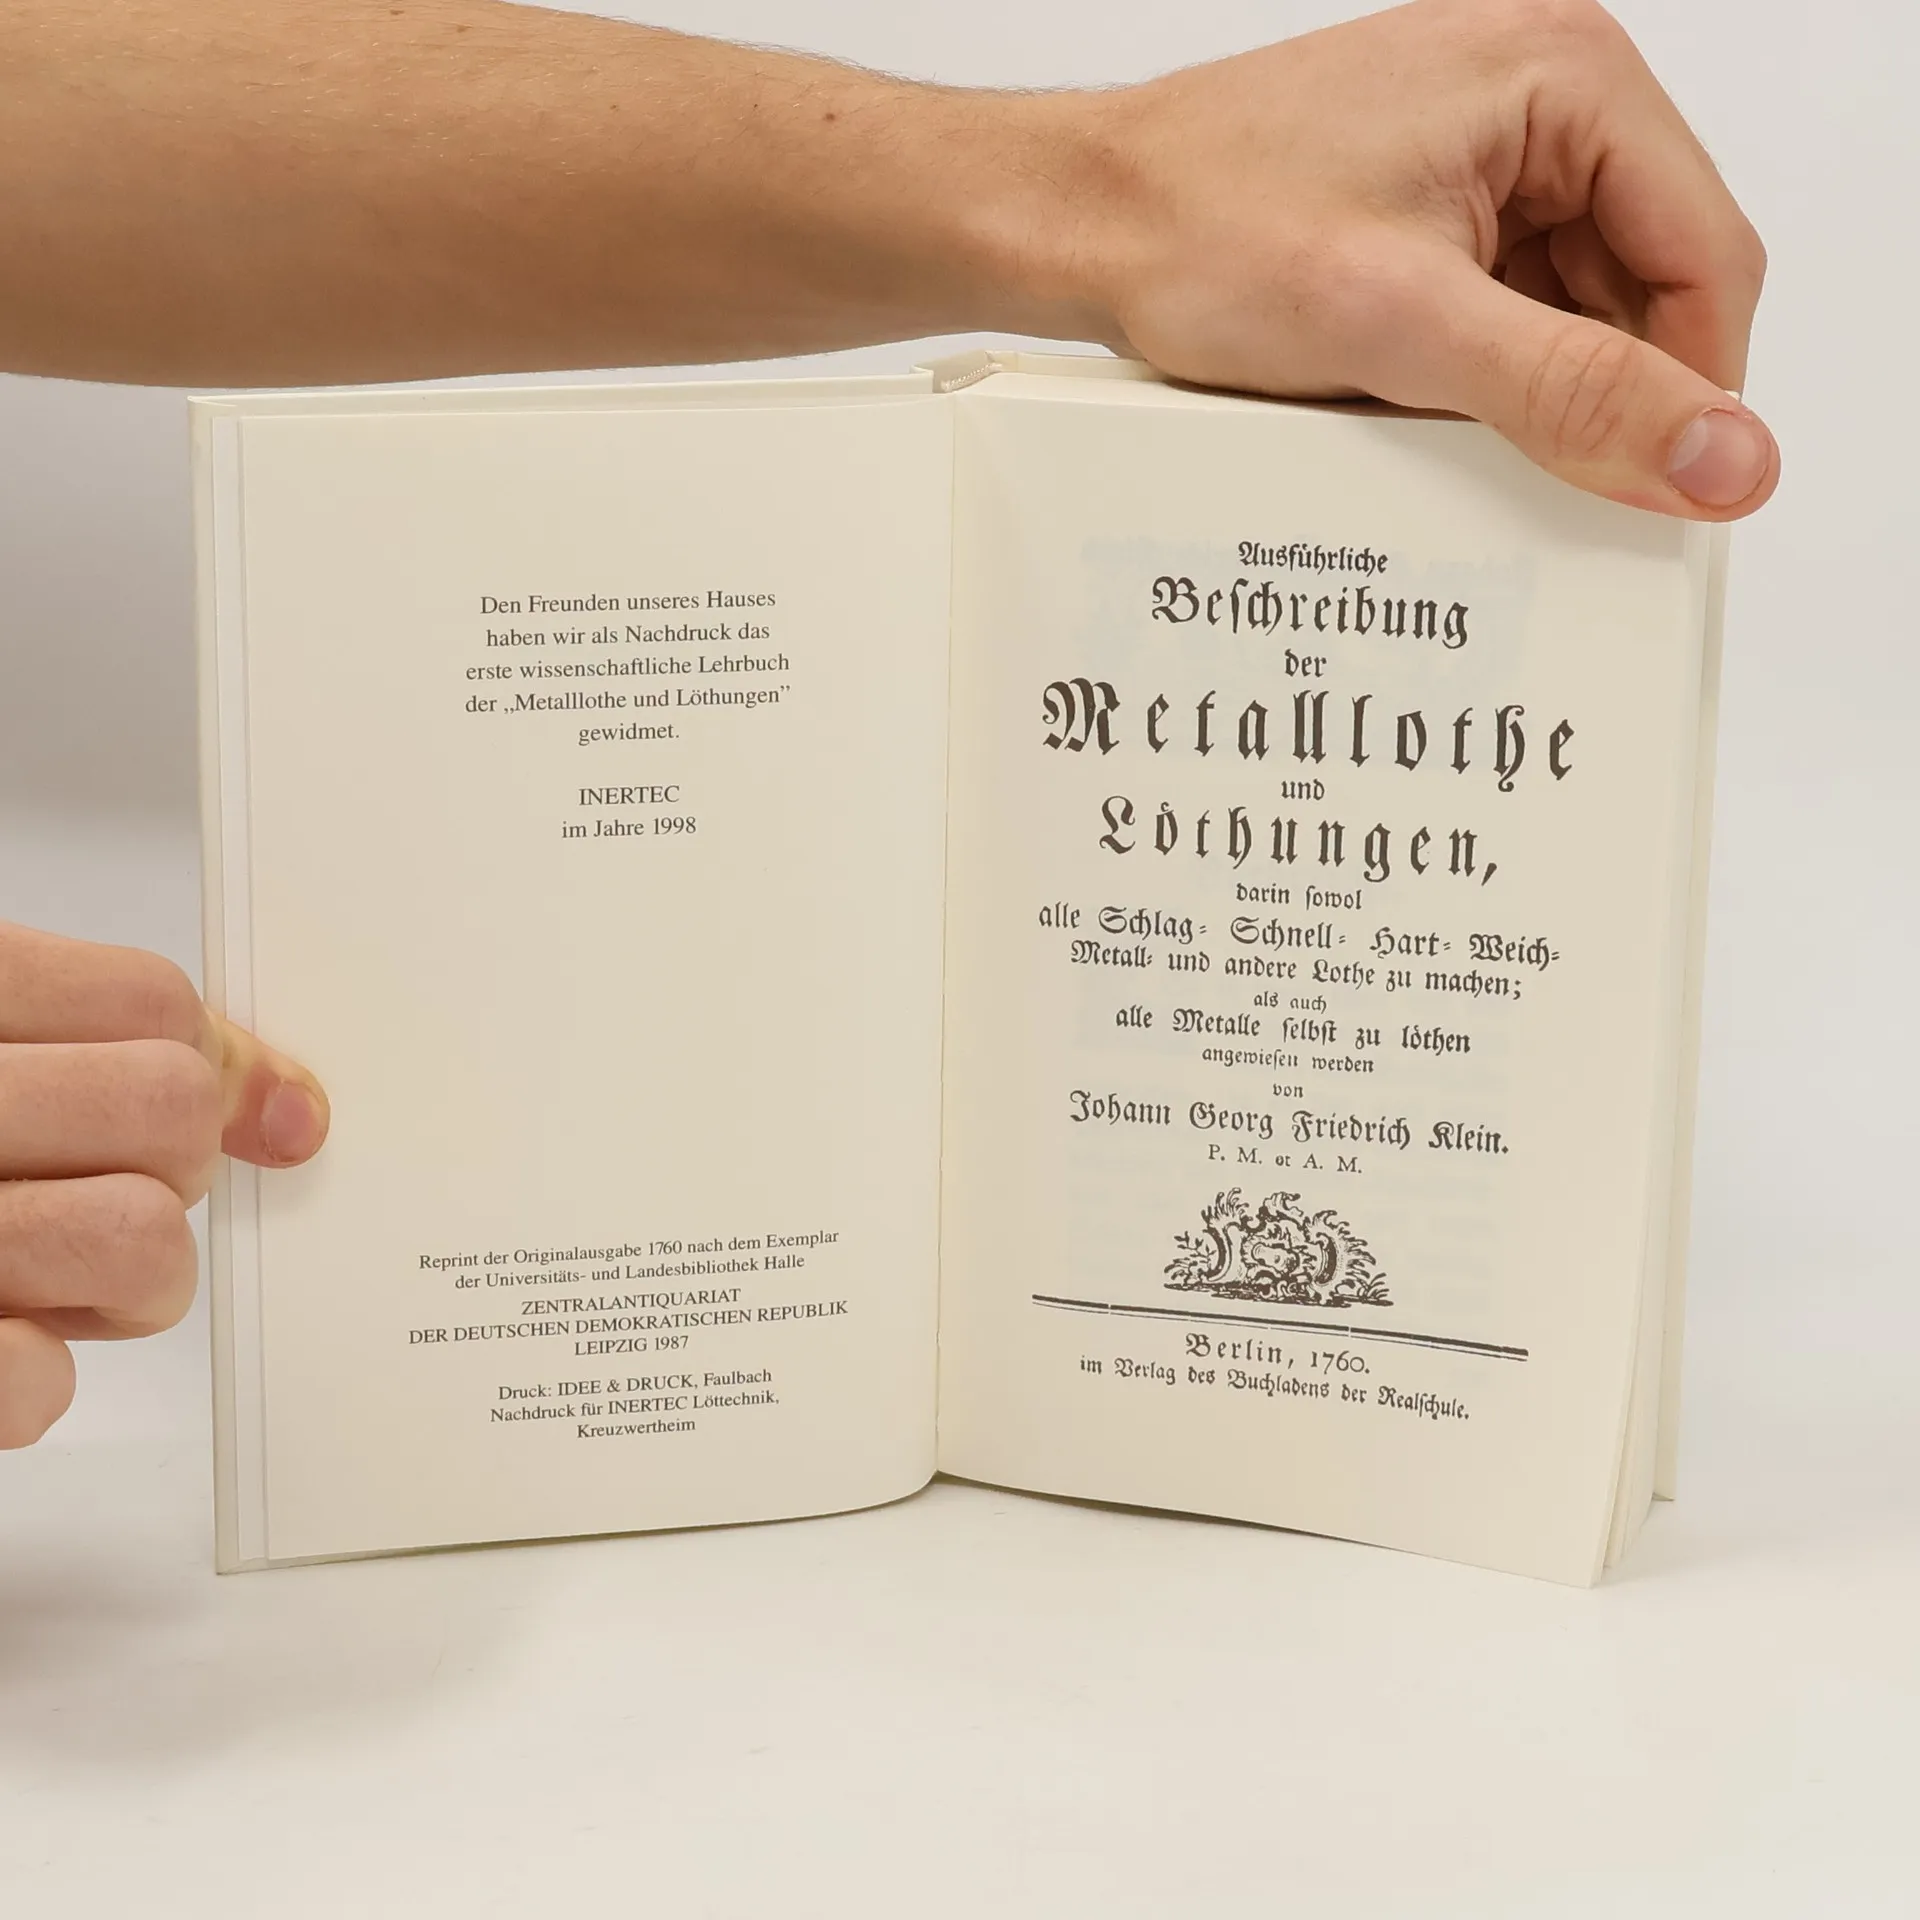 Den Freunden unseres Hauses
haben wir als Nachdruck das
erste wissenschaftliche Lehrbuch
der „Metalllothe und Löthungen”
gewidmet.
INERTEC
im Jahre 1998
Reprint der Originalausgabe 1760 nach dem Exemplar
der Universitäts- und Landesbibliothek Halle
ZENTRALANTIQUARIAT
DER DEUTSCHEN DEMOKRATISCHEN REPUBLIK
LEIPZIG 1987
Druck: IDEE & DRUCK, Faulbach
Nachdruck für INERTEC Löttechnik,
Kreuzwertheim
Ausführliche
Beſchreibung
der
Metalllothe
und
Löthungen,
darin ſowol
alle Schlag- Schnell- Hart- Weich-
Metall- und andere Lothe zu machen;
als auch
alle Metalle ſelbſt zu löthen
angewieſen werden
von
Johann Georg Friedrich Klein.
P. M. et A. M.
Berlin, 1760.
im Verlag des Buchladens der Realſchule.